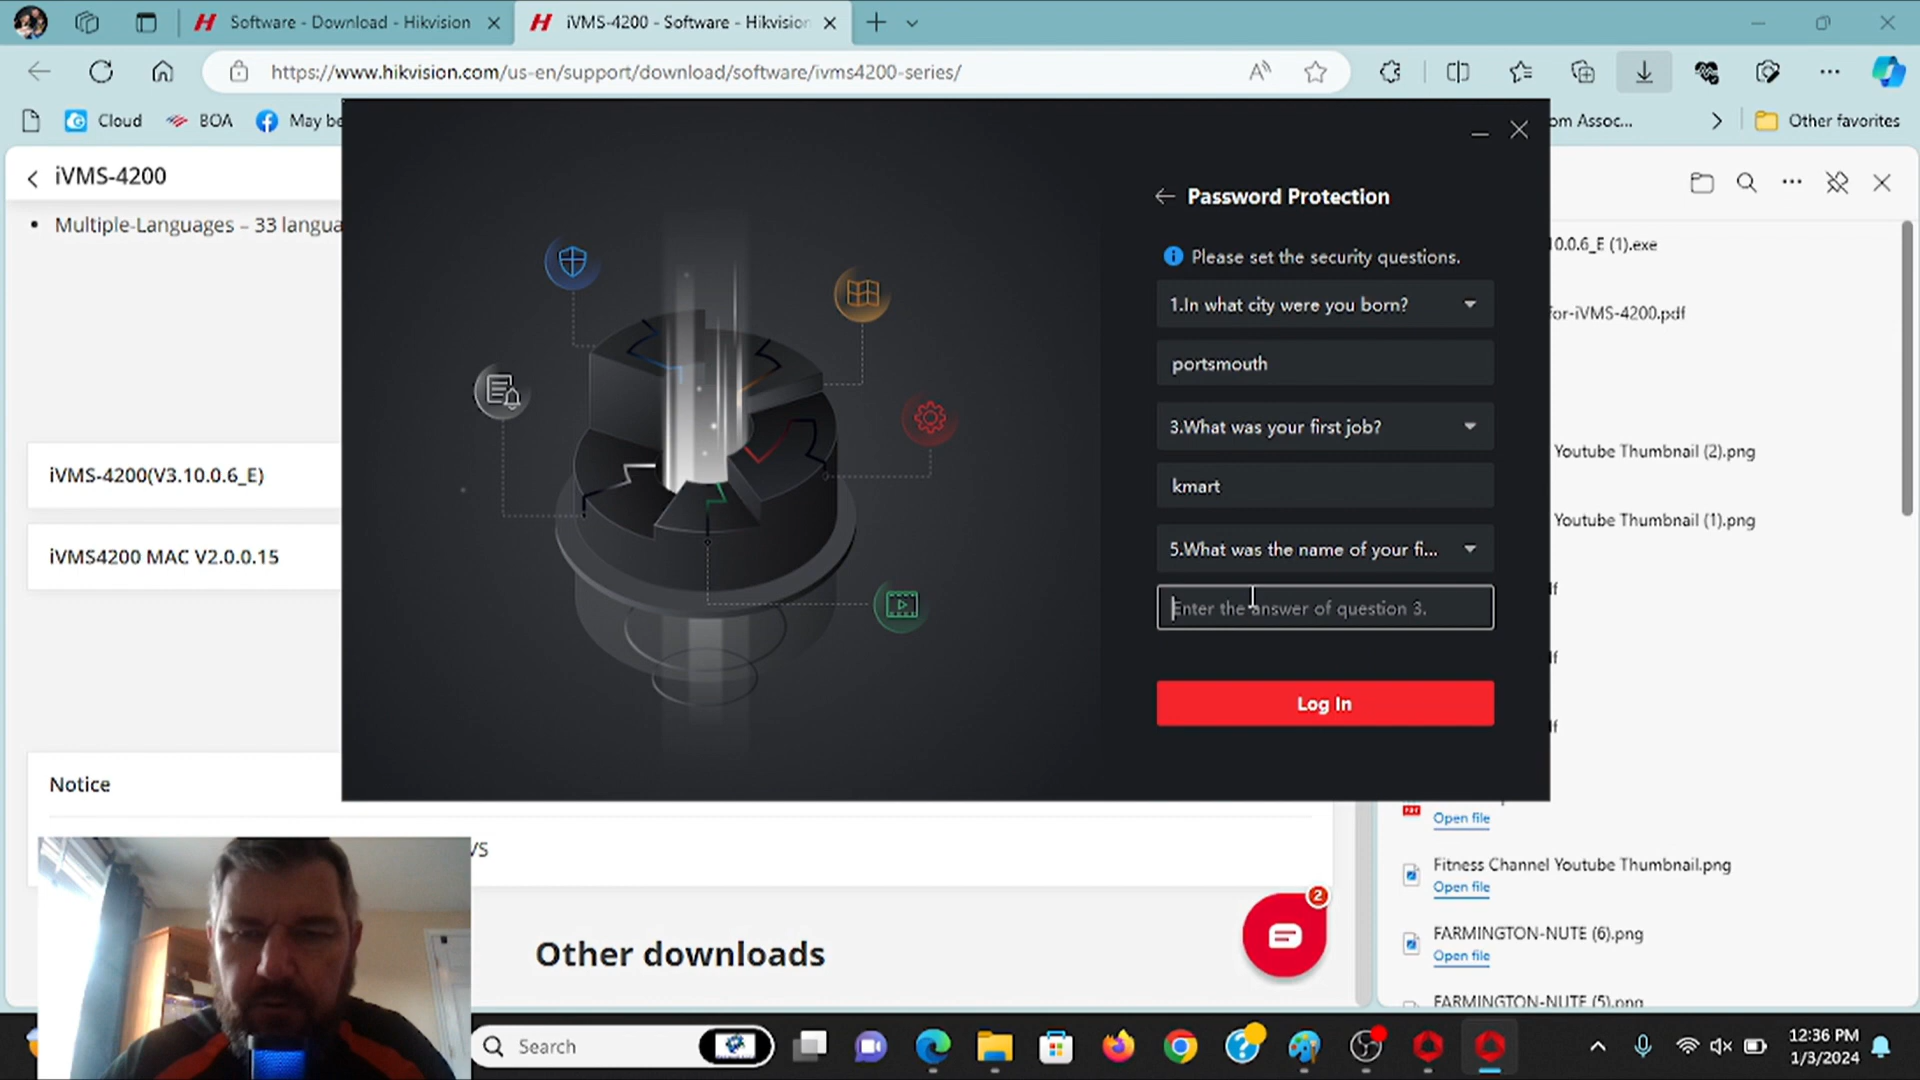 Software - Download - Hikvision
iVMS-4200 - Software - Hikvision
https://www.hikvision.com/us-en/support/download/software/ivms4200-series/
Cloud
BOA
May be
om Assoc...
Other favorites
iVMS-4200
Multiple-Languages – 33 langua
iVMS-4200(V3.10.0.6_E)
iVMS4200 MAC V2.0.0.15
Notice
VS
Other downloads
Password Protection
Please set the security questions.
1.In what city were you born?
portsmouth
3.What was your first job?
kmart
5.What was the name of your fi...
Enter the answer of question 3.
Log In
0.0.6_E (1).exe
for-iVMS-4200.pdf
Youtube Thumbnail (2).png
Youtube Thumbnail (1).png
Open file
Fitness Channel Youtube Thumbnail.png
Open file
FARMINGTON-NUTE (6).png
Open file
FARMINGTON-NUTE (5).png
2
Search
12:36 PM
1/3/2024